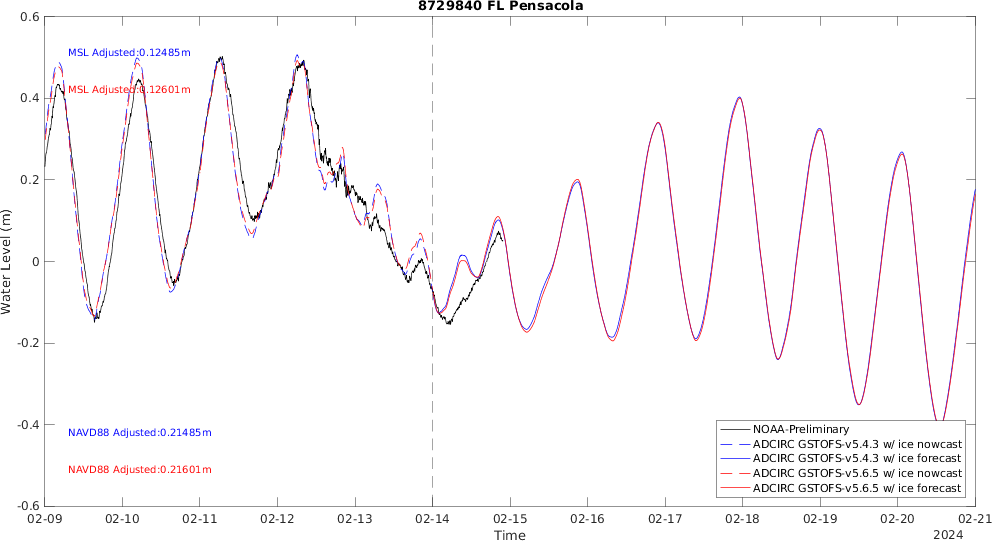 8729840 FL Pensacola
0.6
MSL Adjusted:0.12485m
MSL Adjusted:0.12601m
0.4
0.2
0
-0.2
-0.4
-0.6
Water Level (m)
NAVD88 Adjusted:0.21485m
NAVD88 Adjusted:0.21601m
NOAA-Preliminary
ADCIRC GSTOFS-v5.4.3 w/ ice nowcast
ADCIRC GSTOFS-v5.4.3 w/ ice forecast
ADCIRC GSTOFS-v5.6.5 w/ ice nowcast
ADCIRC GSTOFS-v5.6.5 w/ ice forecast
02-09 02-10 02-11 02-12 02-13 02-14 02-15 02-16 02-17 02-18 02-19 02-20 02-21
Time
2024